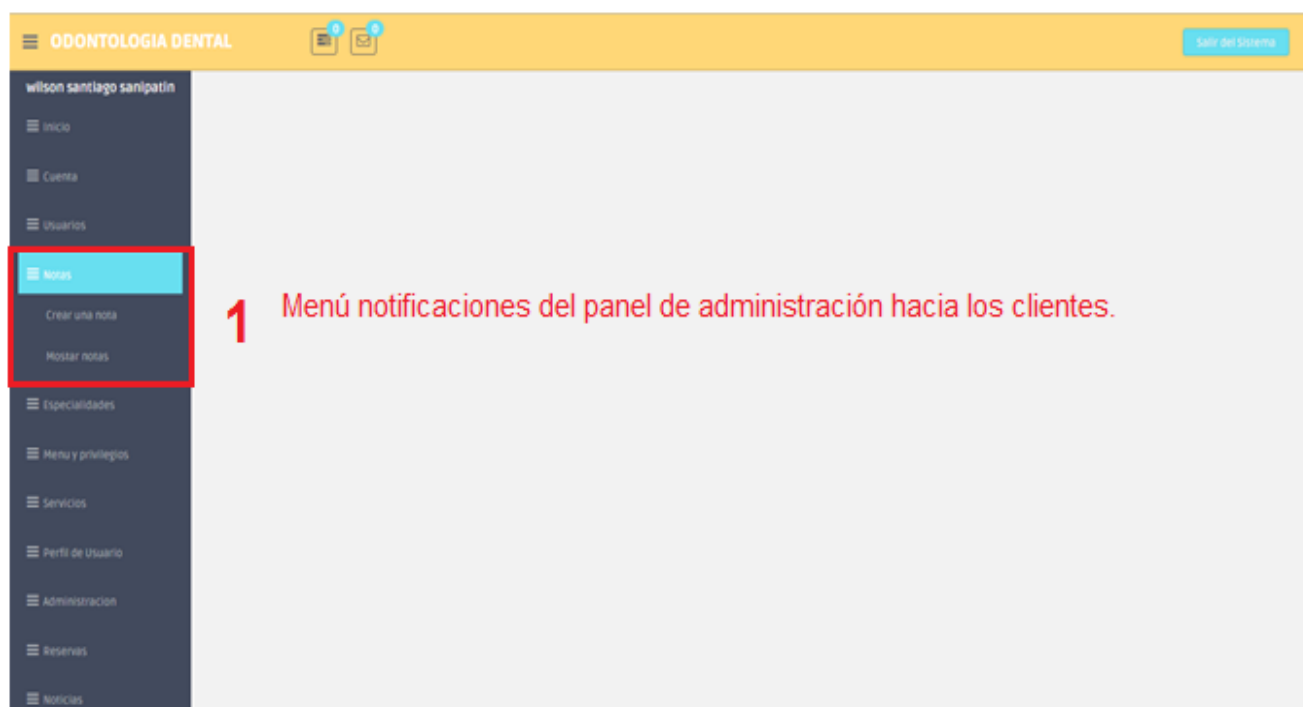 ODONTOLOGIA DENTAL
0
0
Salir del Sistema
wilson santiago sanipatin
Inicio
Cuenta
Usuarios
Notas
Crear una nota
Mostar notas
1 Menú notificaciones del panel de administración hacia los clientes.
Especialidades
Menu y privilegios
Servicios
Perfil de Usuario
Administracion
Reservas
Noticias